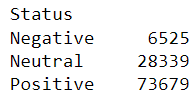 Status
Negative 6525
Neutral 28339
Positive 73679